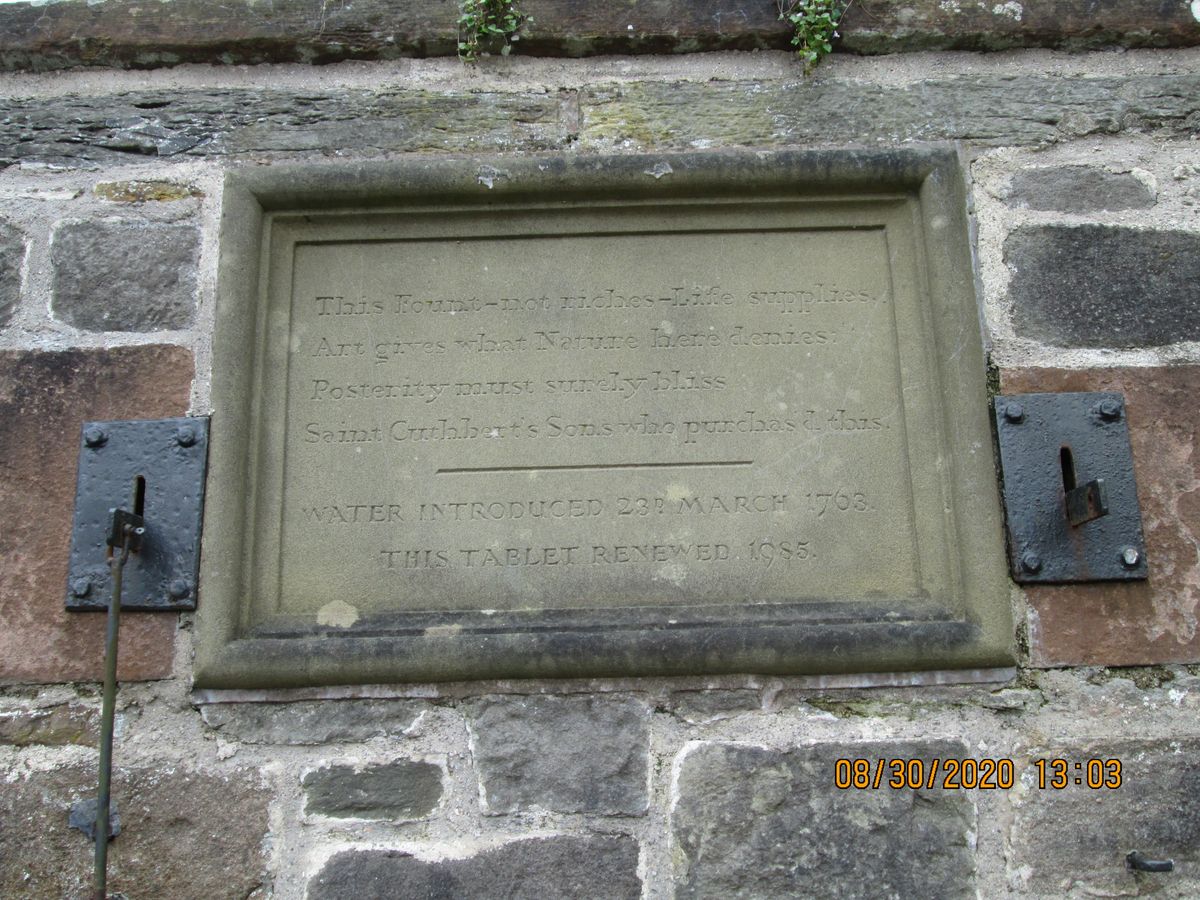 This Fount-not riches-Life supplies.
Art gives what Nature here denies.
Posterity must surely bliss
Saint Cuthbert's Sons who purchas'd this.
WATER INTRODUCED 23D MARCH 1763.
THIS TABLET RENEWED 1985.
08/30/2020 13:03